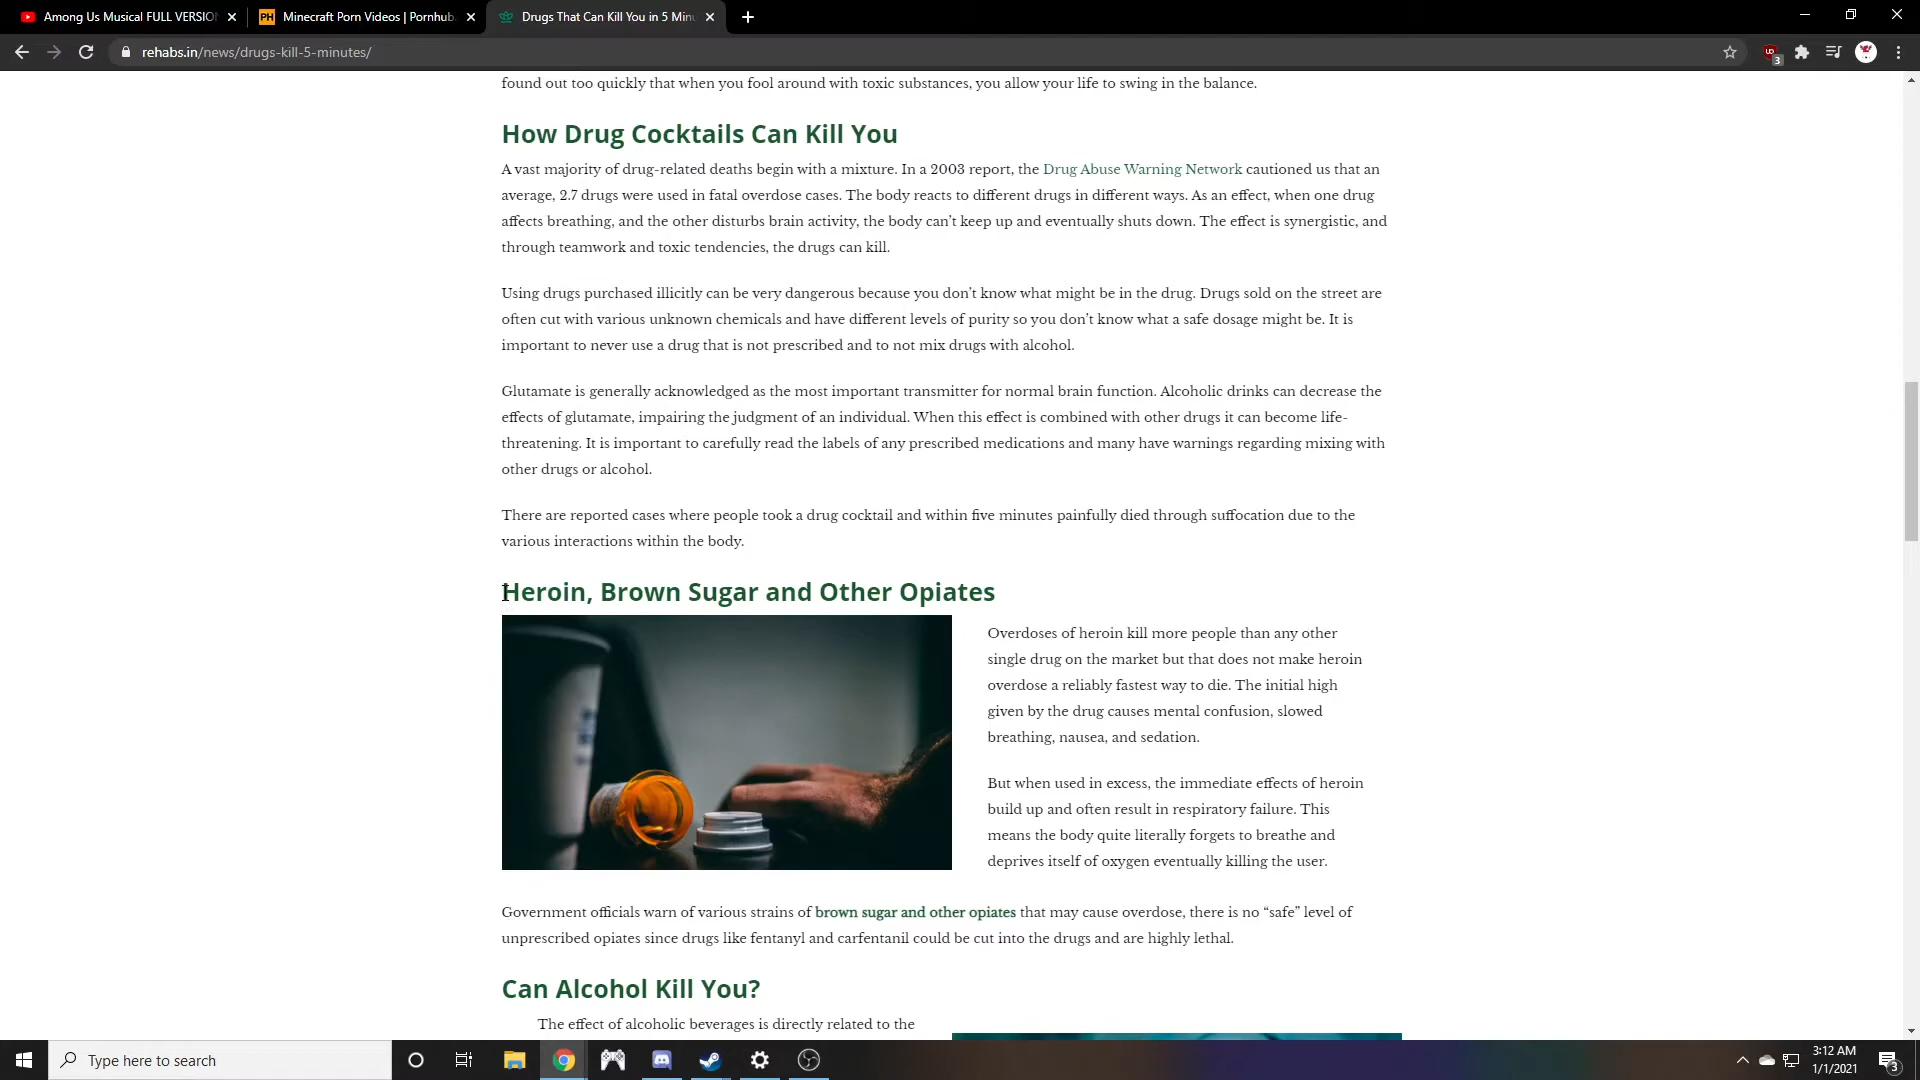 Among Us Musical FULL VERSIO
Minecraft Porn Videos | Pornhub.
Drugs That Can Kill You in 5 Minu
rehabs.in/news/drugs-kill-5-minutes/
3
found out too quickly that when you fool around with toxic substances, you allow your life to swing in the balance.
How Drug Cocktails Can Kill You
A vast majority of drug-related deaths begin with a mixture. In a 2003 report, the Drug Abuse Warning Network cautioned us that an
average, 2.7 drugs were used in fatal overdose cases. The body reacts to different drugs in different ways. As an effect, when one drug
affects breathing, and the other disturbs brain activity, the body can’t keep up and eventually shuts down. The effect is synergistic, and
through teamwork and toxic tendencies, the drugs can kill.
Using drugs purchased illicitly can be very dangerous because you don’t know what might be in the drug. Drugs sold on the street are
often cut with various unknown chemicals and have different levels of purity so you don’t know what a safe dosage might be. It is
important to never use a drug that is not prescribed and to not mix drugs with alcohol.
Glutamate is generally acknowledged as the most important transmitter for normal brain function. Alcoholic drinks can decrease the
effects of glutamate, impairing the judgment of an individual. When this effect is combined with other drugs it can become life-
threatening. It is important to carefully read the labels of any prescribed medications and many have warnings regarding mixing with
other drugs or alcohol.
There are reported cases where people took a drug cocktail and within five minutes painfully died through suffocation due to the
various interactions within the body.
Heroin, Brown Sugar and Other Opiates
Overdoses of heroin kill more people than any other
single drug on the market but that does not make heroin
overdose a reliably fastest way to die. The initial high
given by the drug causes mental confusion, slowed
breathing, nausea, and sedation.
But when used in excess, the immediate effects of heroin
build up and often result in respiratory failure. This
means the body quite literally forgets to breathe and
deprives itself of oxygen eventually killing the user.
Government officials warn of various strains of brown sugar and other opiates that may cause overdose, there is no “safe” level of
unprescribed opiates since drugs like fentanyl and carfentanil could be cut into the drugs and are highly lethal.
Can Alcohol Kill You?
The effect of alcoholic beverages is directly related to the
Type here to search
3:12 AM
1/1/2021
3